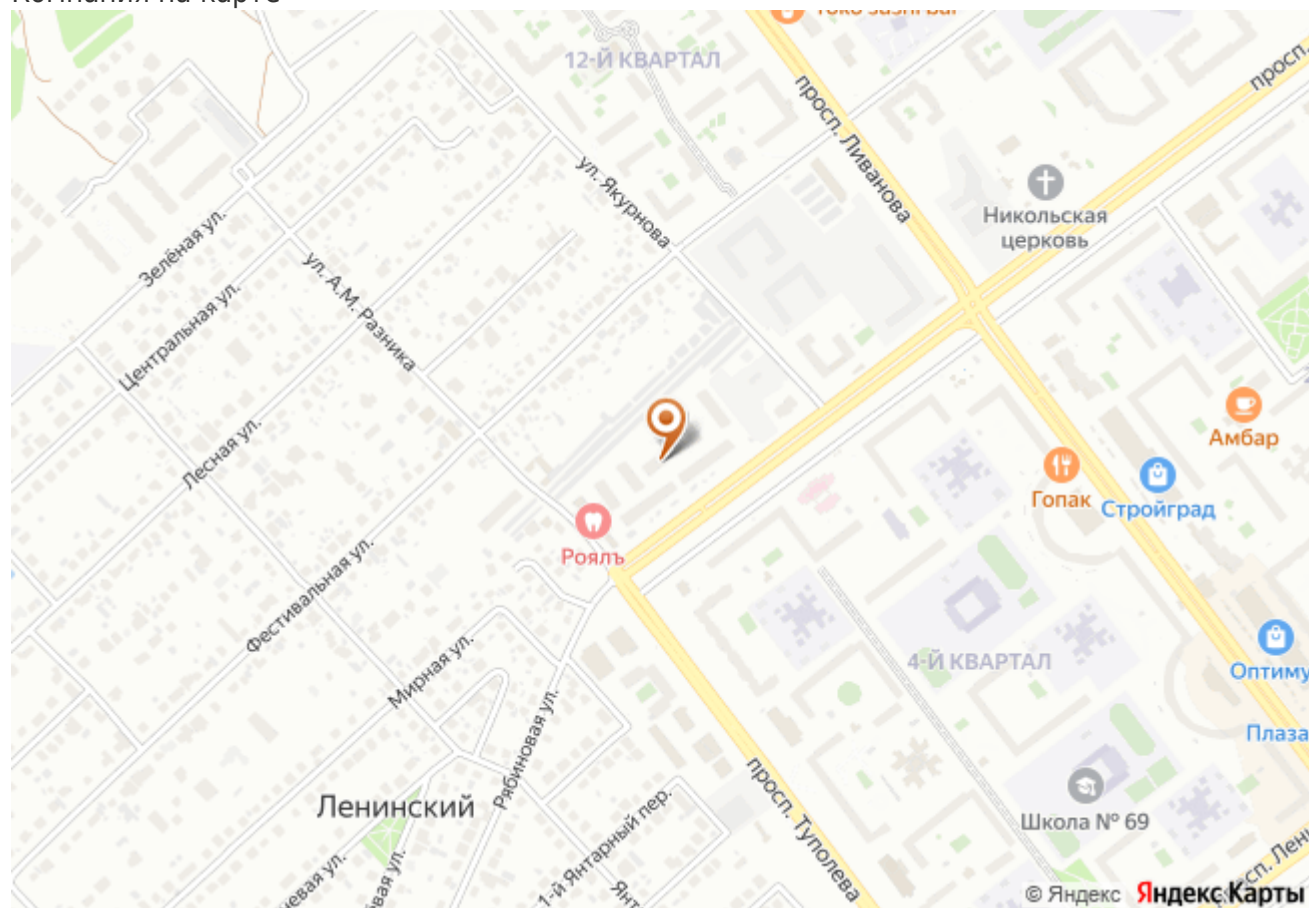 12-Й КВАРТАЛ
просп. Ливанова
просп.
Никольская
церковь
ул. Якурнова
Зелёная ул.
ул. А.М. Разника
Центральная ул.
Лесная ул.
Амбар
Гопак
Стройград
Роялъ
Фестивальная ул.
Мирная ул.
4-Й КВАРТАЛ
Оптиму
Плаза
Рябиновая ул.
просп. Туполева
Ленинский
Школа № 69
1-й Янтарный пер.
© Яндекс Яндекс Карты